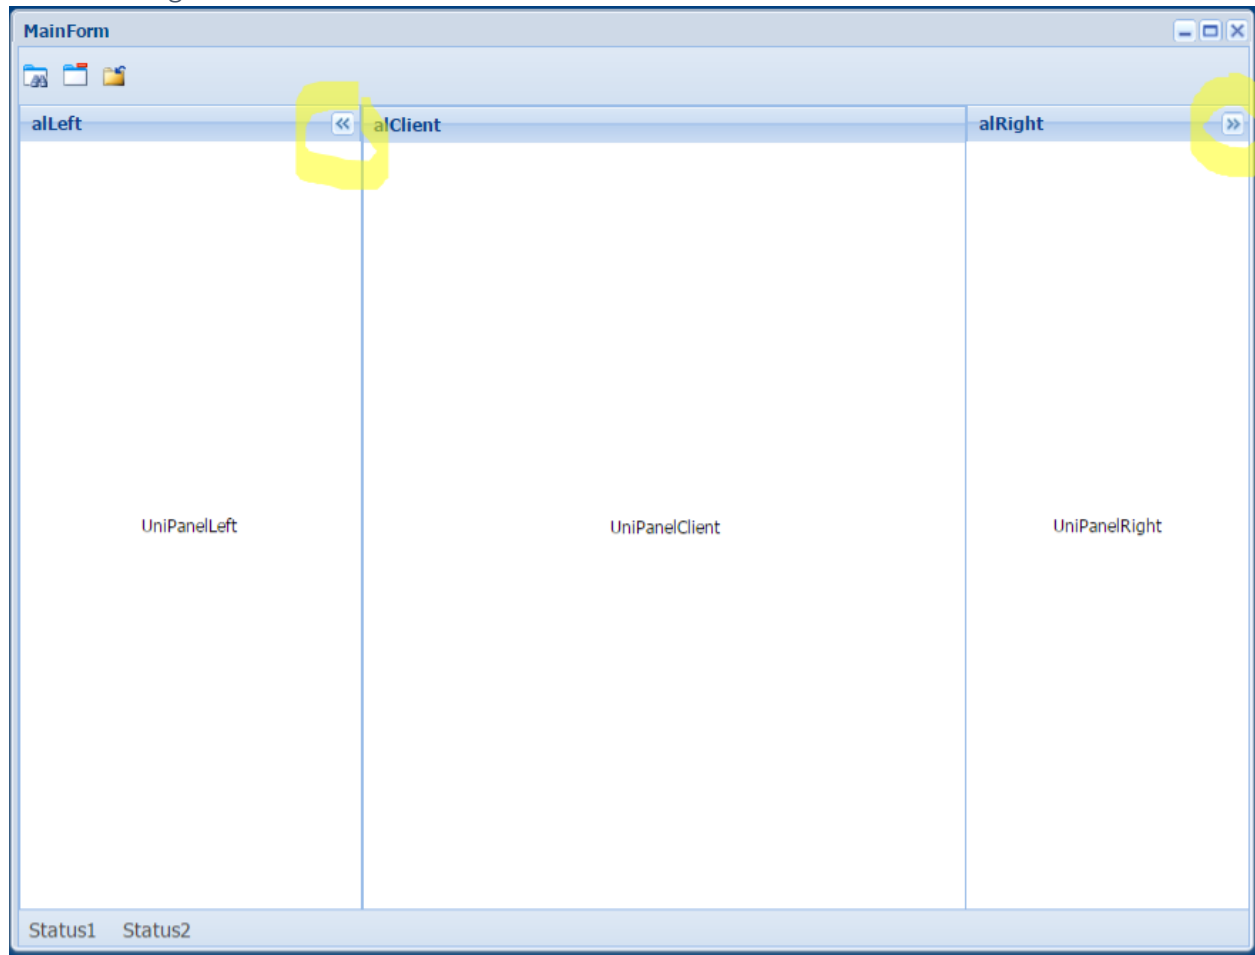 MainForm
alLeft alClient alRight
UniPanelLeft UniPanelClient UniPanelRight
Status1 Status2